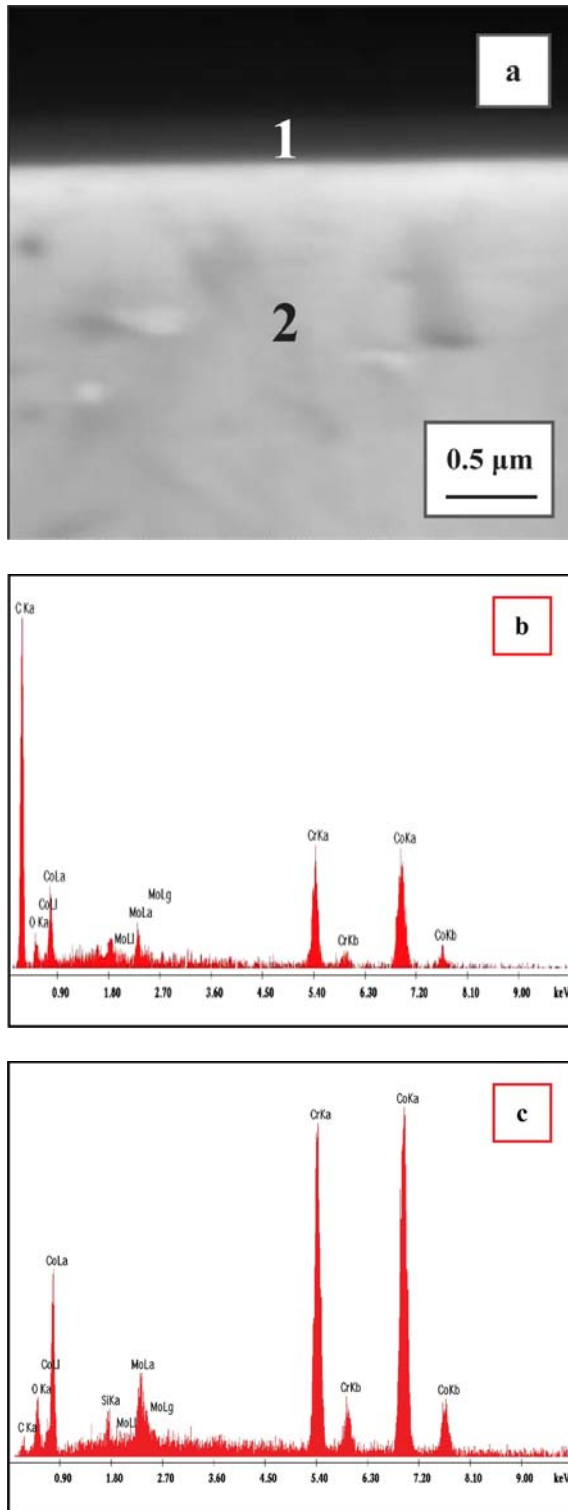 a
1
2
0.5 µm
b
C Ka
CoLa
CoLl
O Ka
MoLg
MoLa
MoLl
CrKa
CrKb
CoKa
CoKb
0.90 1.80 2.70 3.60 4.50 5.40 6.30 7.20 8.10 9.00 keV
c
CoLa
CoLl
O Ka
C Ka
SiKa
MoLa
MoLl
MoLg
CrKa
CrKb
CoKa
CoKb
0.90 1.80 2.70 3.60 4.50 5.40 6.30 7.20 8.10 9.00 keV